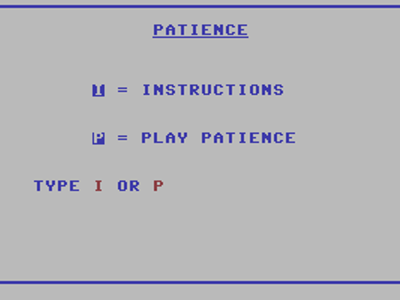 PATIENCE
I = INSTRUCTIONS
P = PLAY PATIENCE
TYPE I OR P